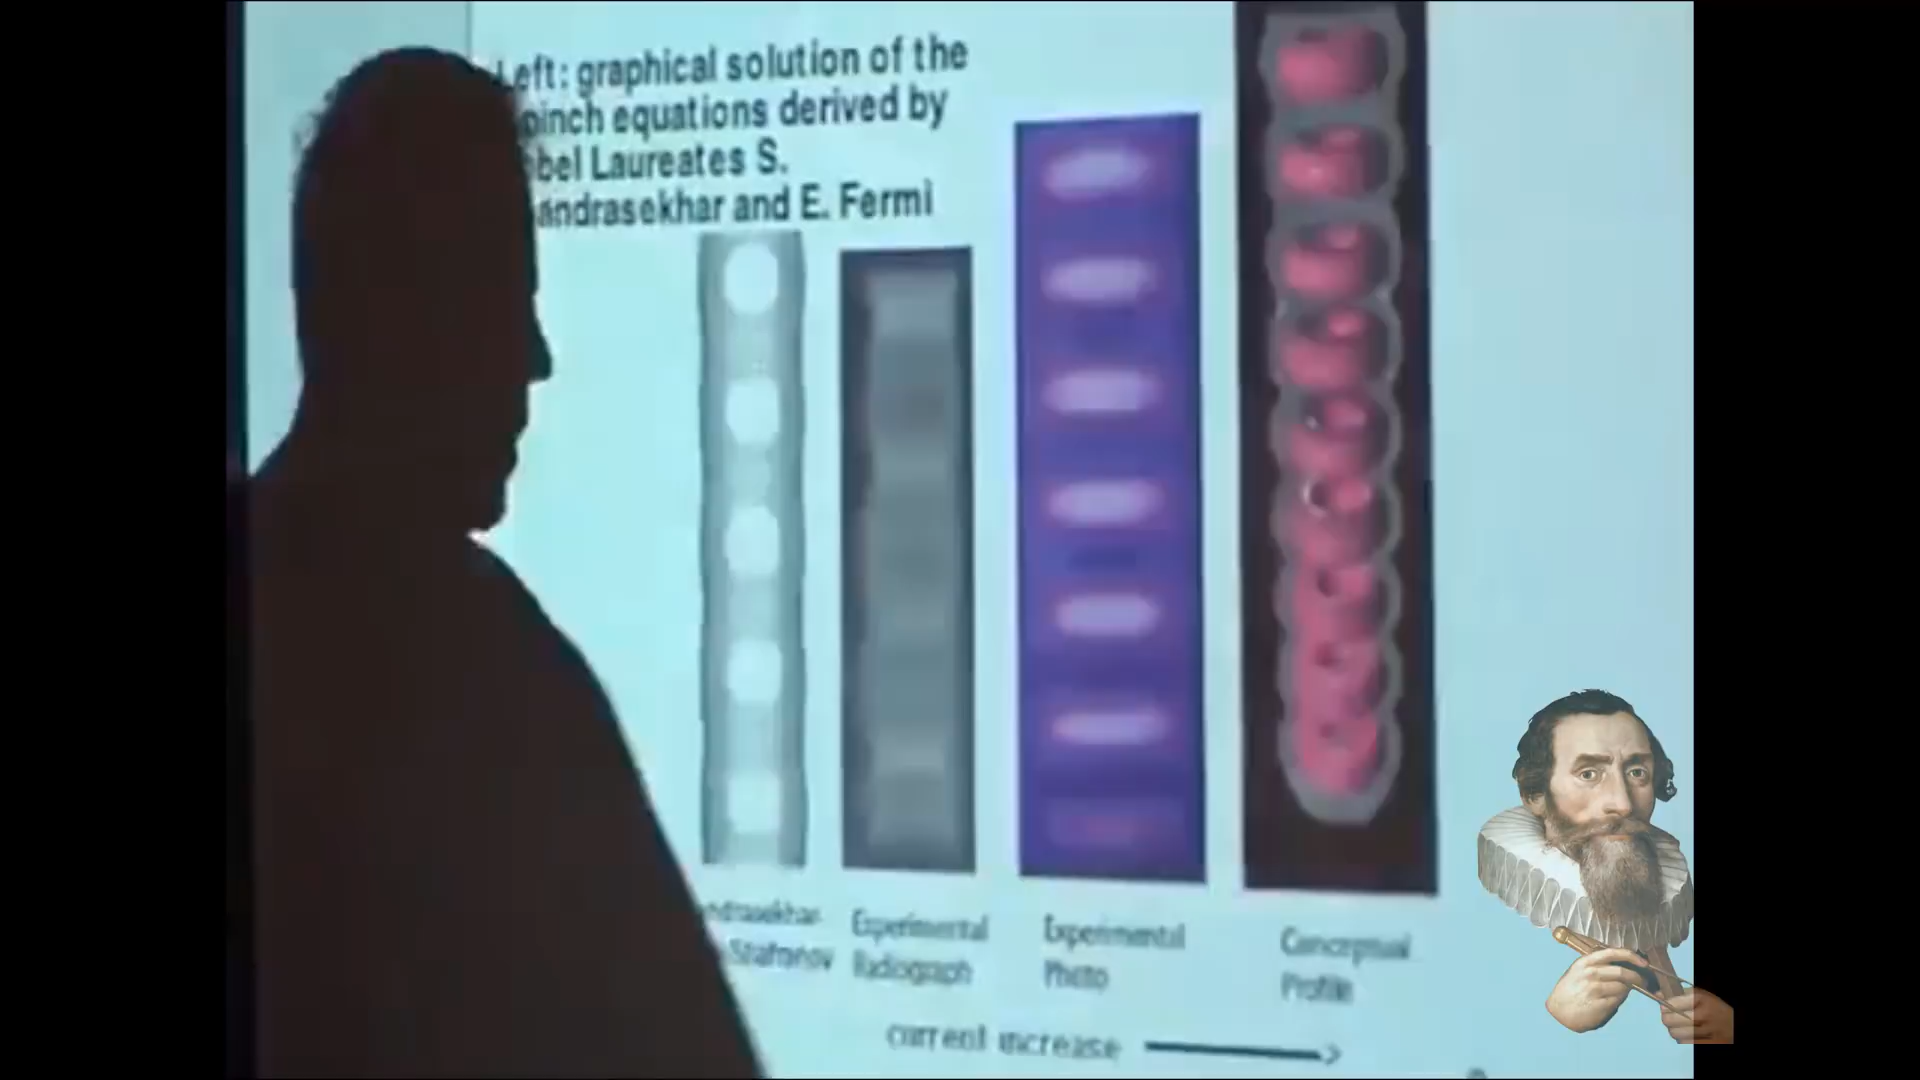 Left: graphical solution of the
pinch equations derived by
bel Laureates S.
andrasekhar and E. Fermi
ndrasekhar-
Experimental
Experimental
Conceptual
Shafranov
Radiograph
Photo
Profile
current increase